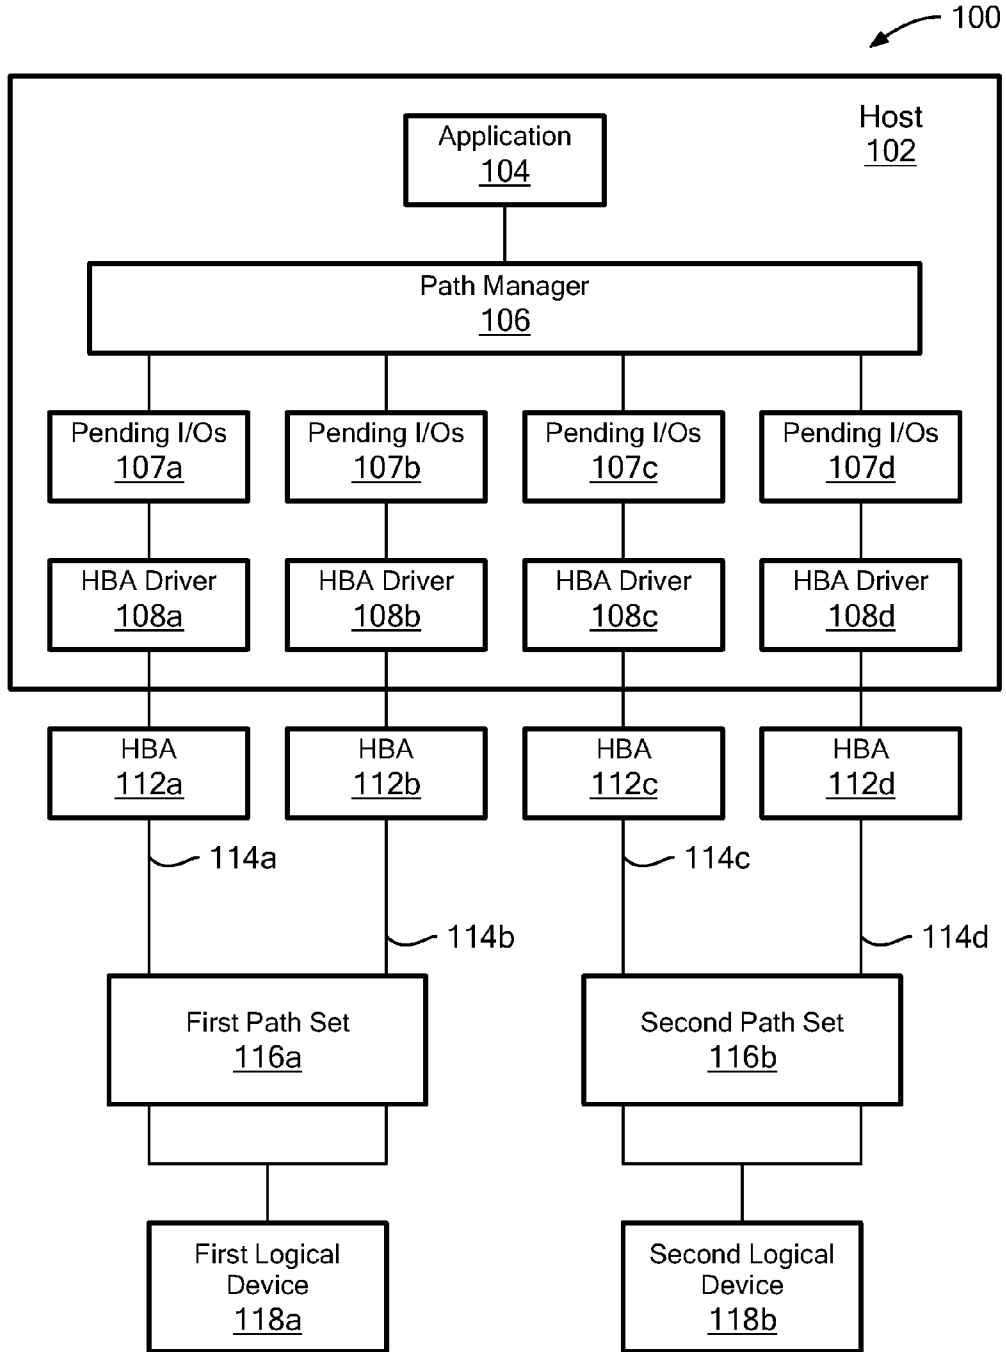 100
Host
102
Application
104
Path Manager
106
Pending I/Os
107a
Pending I/Os
107b
Pending I/Os
107c
Pending I/Os
107d
HBA Driver
108a
HBA Driver
108b
HBA Driver
108c
HBA Driver
108d
HBA
112a
HBA
112b
HBA
112c
HBA
112d
114a
114c
114b
114d
First Path Set
116a
Second Path Set
116b
First Logical
Device
118a
Second Logical
Device
118b